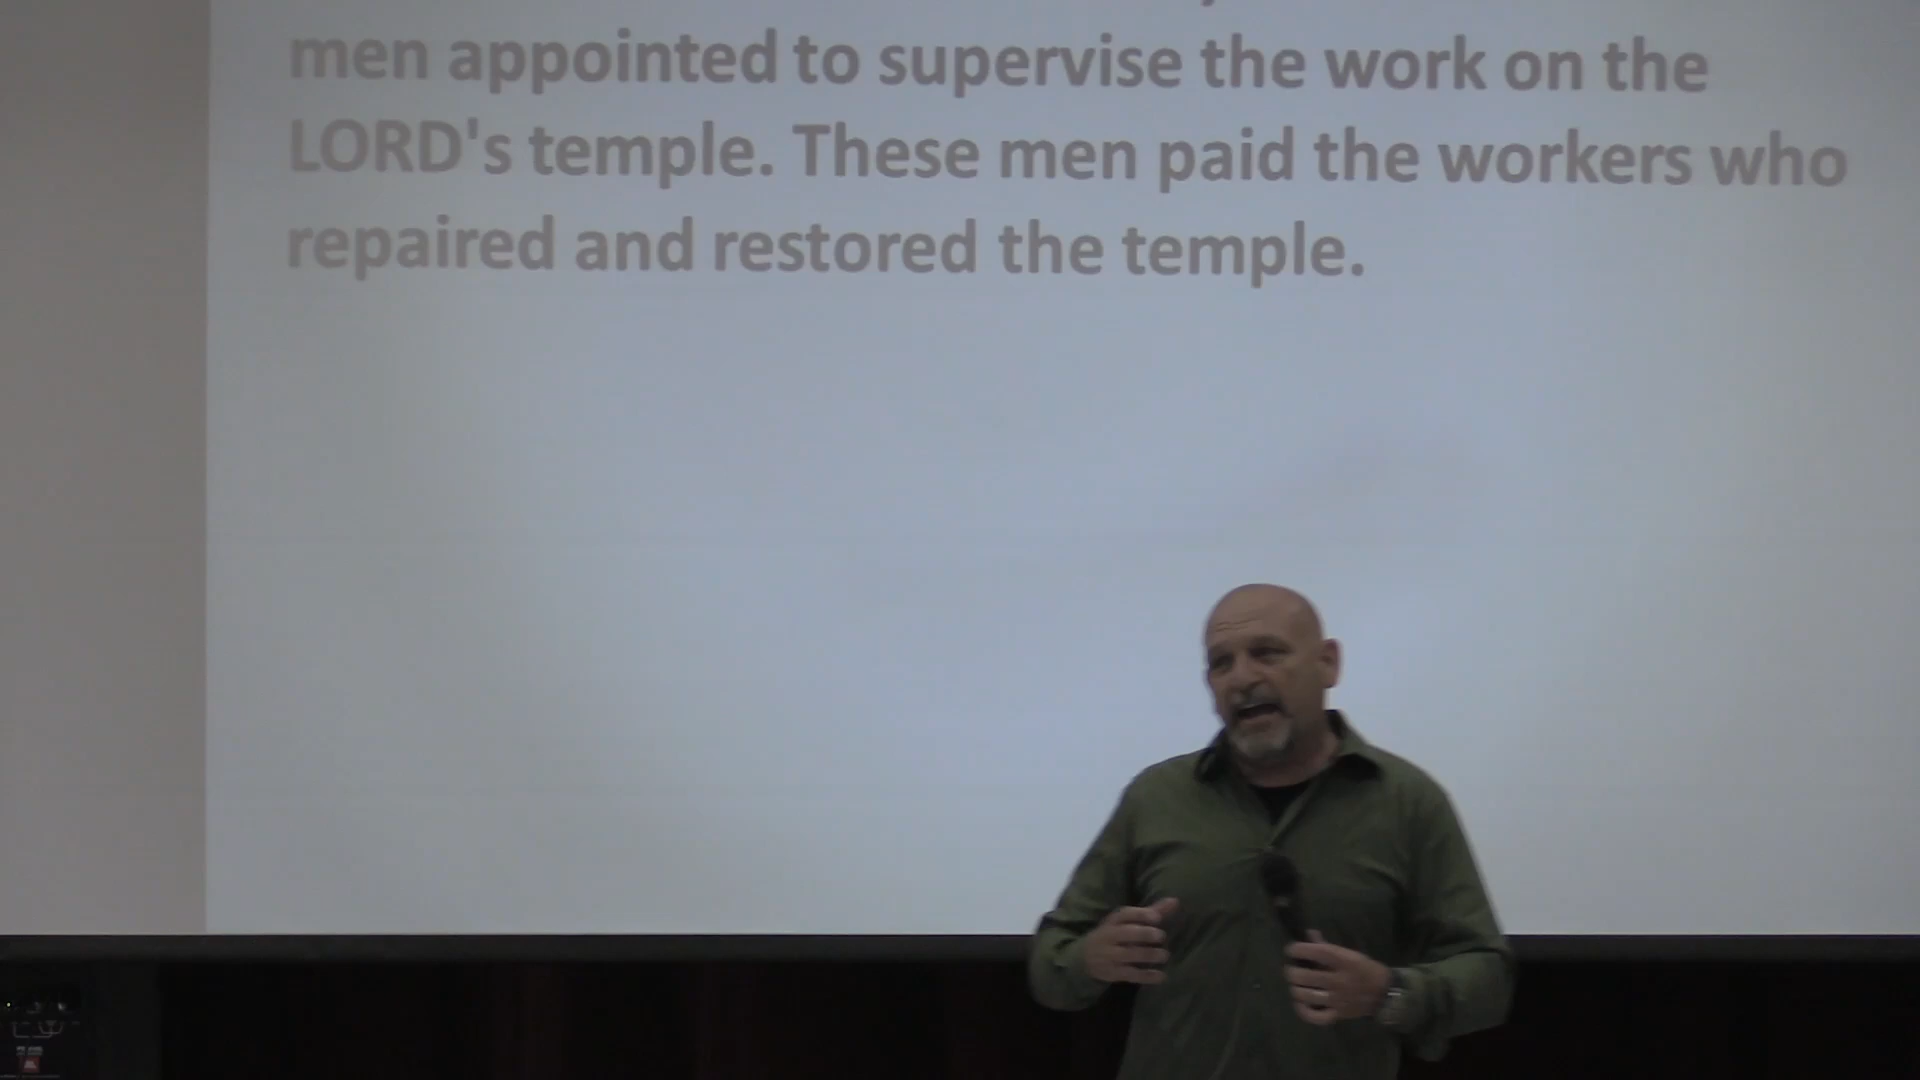 men appointed to supervise the work on the
LORD's temple. These men paid the workers who
repaired and restored the temple.